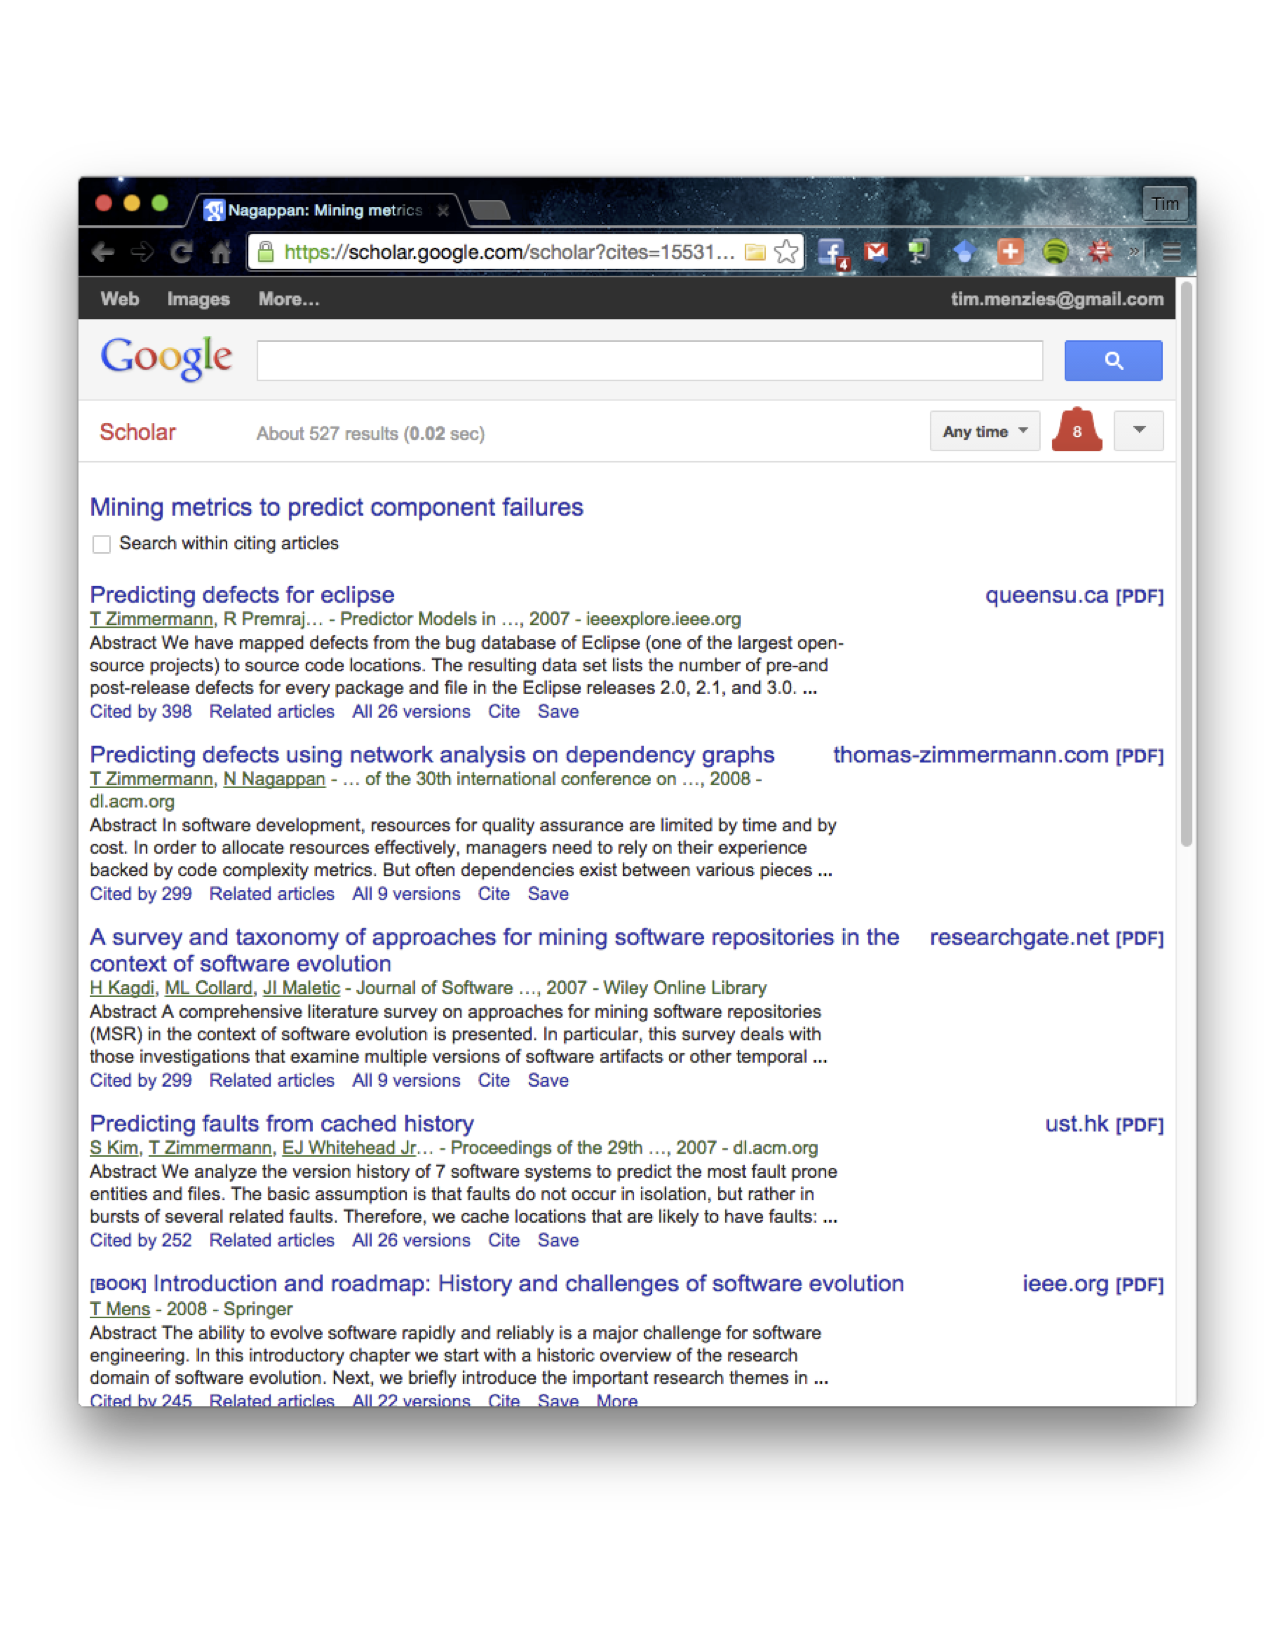 Nagappan: Mining metrics
Tim
https://scholar.google.com/scholar?cites=15531...
4
Web Images More...
tim.menzies@gmail.com
Google
Scholar
About 527 results (0.02 sec)
Any time
8
Mining metrics to predict component failures
Search within citing articles
Predicting defects for eclipse
queensu.ca [PDF]
T Zimmermann, R Premraj... - Predictor Models in ..., 2007 - ieeexplore.ieee.org
Abstract We have mapped defects from the bug database of Eclipse (one of the largest open-
source projects) to source code locations. The resulting data set lists the number of pre-and
post-release defects for every package and file in the Eclipse releases 2.0, 2.1, and 3.0. ...
Cited by 398 Related articles All 26 versions Cite Save
Predicting defects using network analysis on dependency graphs
thomas-zimmermann.com [PDF]
T Zimmermann, N Nagappan - ... of the 30th international conference on ..., 2008 -
dl.acm.org
Abstract In software development, resources for quality assurance are limited by time and by
cost. In order to allocate resources effectively, managers need to rely on their experience
backed by code complexity metrics. But often dependencies exist between various pieces ...
Cited by 299 Related articles All 9 versions Cite Save
A survey and taxonomy of approaches for mining software repositories in the
context of software evolution
researchgate.net [PDF]
H Kagdi, ML Collard, JI Maletic - Journal of Software ..., 2007 - Wiley Online Library
Abstract A comprehensive literature survey on approaches for mining software repositories
(MSR) in the context of software evolution is presented. In particular, this survey deals with
those investigations that examine multiple versions of software artifacts or other temporal ...
Cited by 299 Related articles All 9 versions Cite Save
Predicting faults from cached history
ust.hk [PDF]
S Kim, T Zimmermann, EJ Whitehead Jr... - Proceedings of the 29th ..., 2007 - dl.acm.org
Abstract We analyze the version history of 7 software systems to predict the most fault prone
entities and files. The basic assumption is that faults do not occur in isolation, but rather in
bursts of several related faults. Therefore, we cache locations that are likely to have faults: ...
Cited by 252 Related articles All 26 versions Cite Save
[BOOK] Introduction and roadmap: History and challenges of software evolution
ieee.org [PDF]
T Mens - 2008 - Springer
Abstract The ability to evolve software rapidly and reliably is a major challenge for software
engineering. In this introductory chapter we start with a historic overview of the research
domain of software evolution. Next, we briefly introduce the important research themes in ...
Cited by 245 Related articles All 22 versions Cite Save More